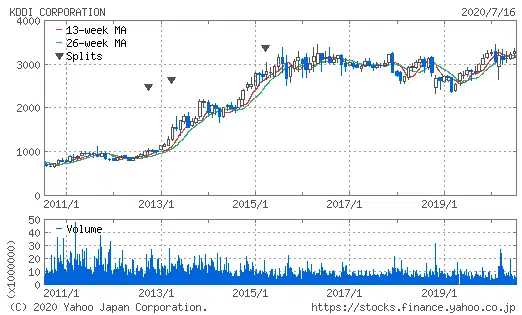 KDDI CORPORATION 2020/7/16
4000
13-week MA
26-week MA
Splits
3000
2000
1000
0
2011/1 2013/1 2015/1 2017/1 2019/1
50
Volume
40
30
20
10
0
(x1000000)
2011/1 2013/1 2015/1 2017/1 2019/1
(C) 2020 Yahoo Japan Corporation. https://stocks.finance.yahoo.co.jp